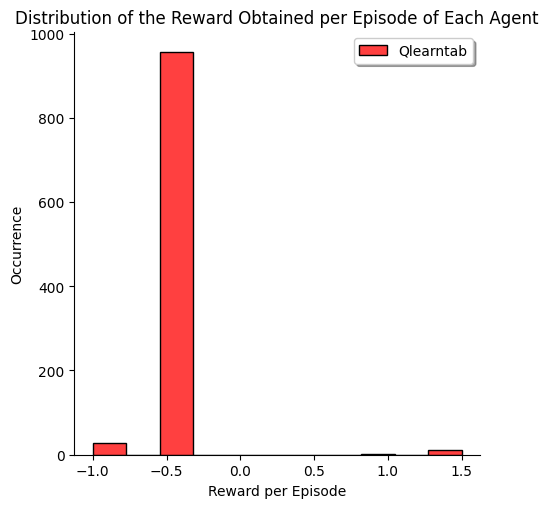 Distribution of the Reward Obtained per Episode of Each Agent
Qlearntab
1000
800
600
400
200
0
Occurrence
−1.0 −0.5 0.0 0.5 1.0 1.5
Reward per Episode